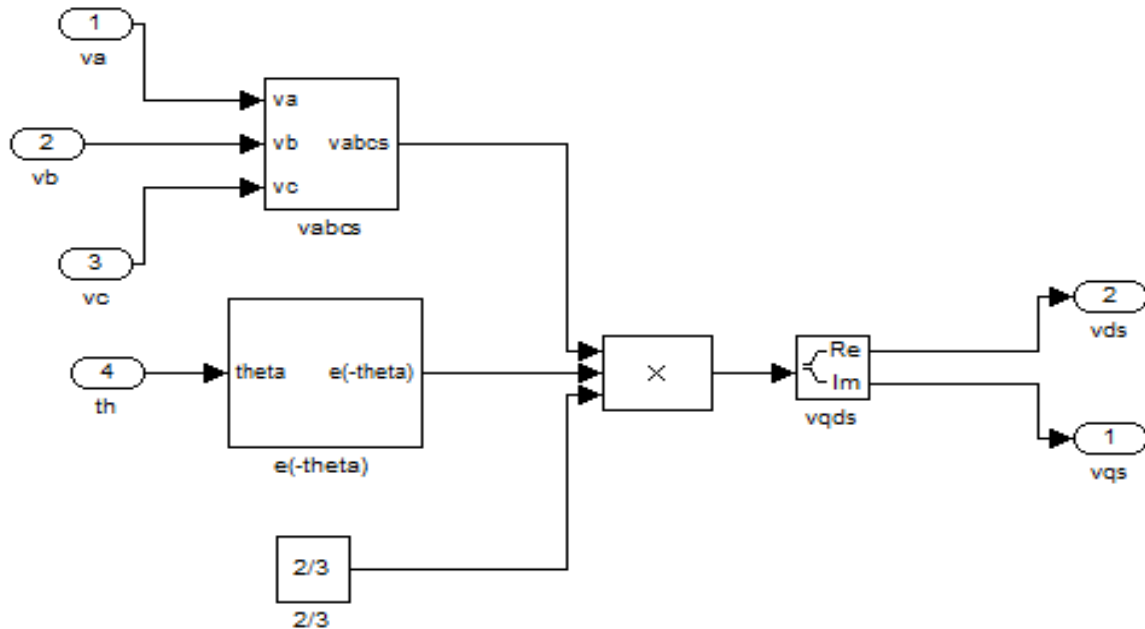 1
va
va
2
vb
vabcs
vb
vc
vabcs
3
vc
4
th
theta
e(-theta)
e(-theta)
2/3
2/3
×
Re
Im
vqds
2
vds
1
vqs